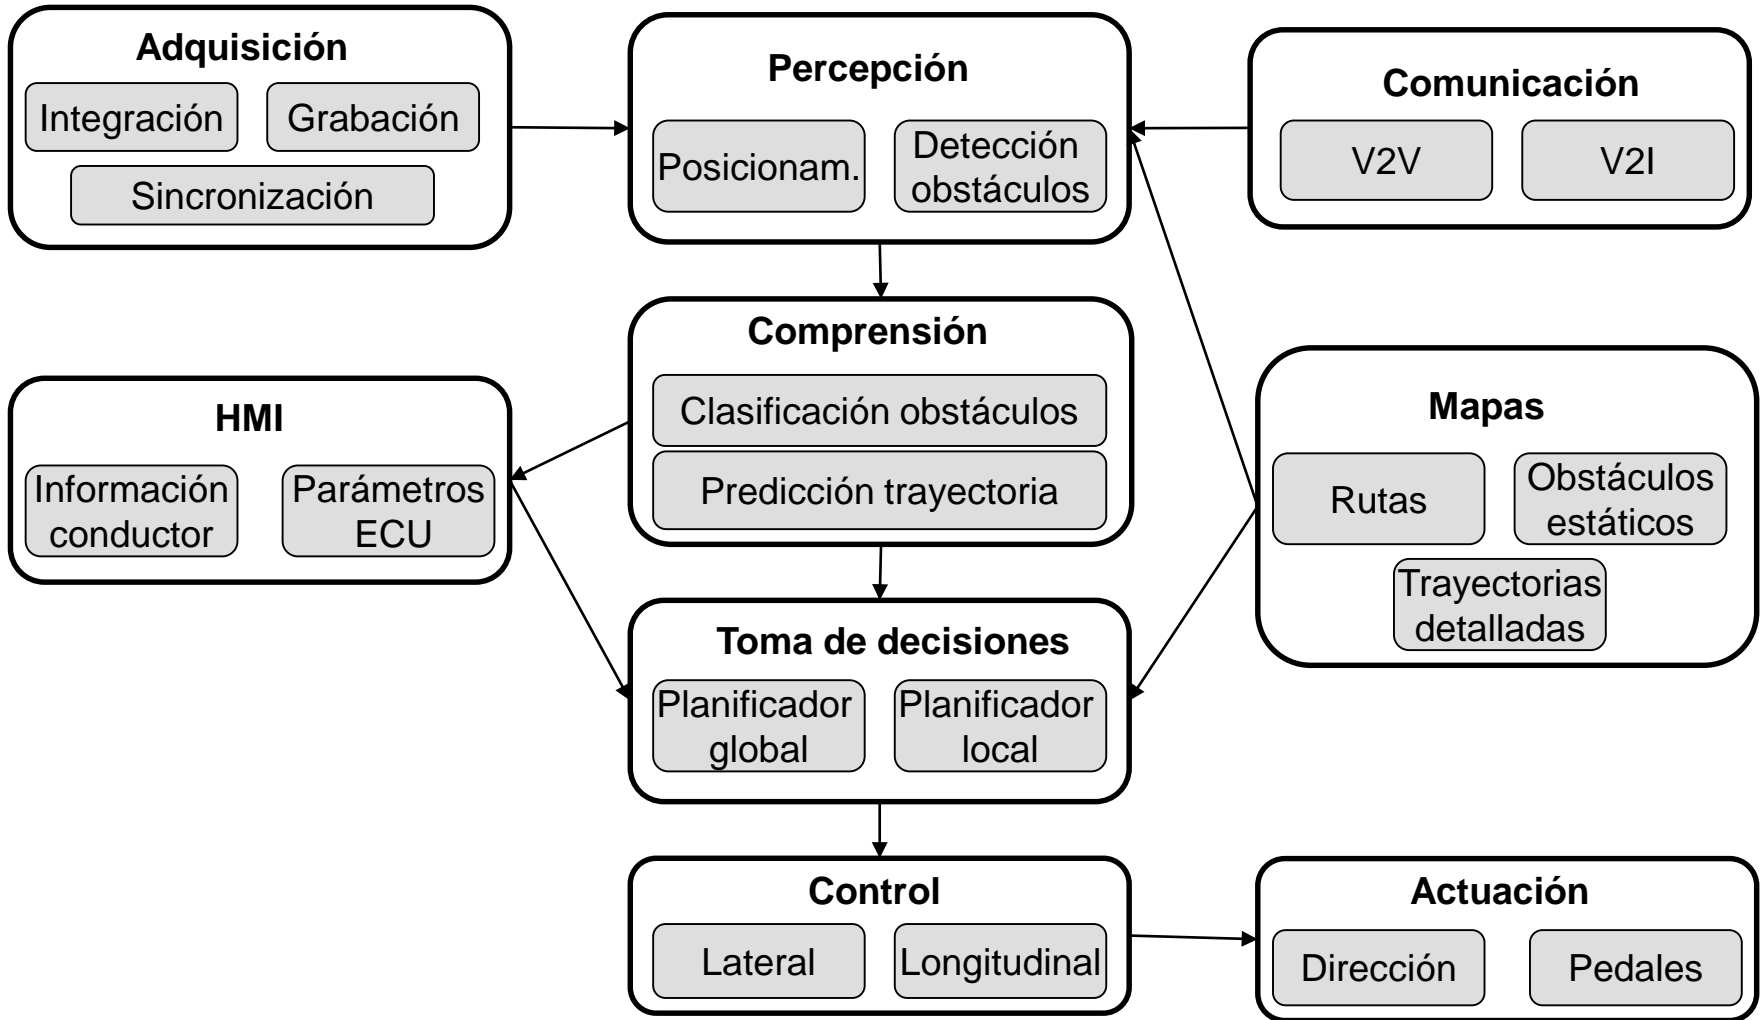 Adquisición
Integración
Grabación
Sincronización
Percepción
Posicionam.
Detección
obstáculos
Comunicación
V2V
V2I
Comprensión
Clasificación obstáculos
Predicción trayectoria
HMI
Información
conductor
Parámetros
ECU
Mapas
Rutas
Obstáculos
estáticos
Trayectorias
detalladas
Toma de decisiones
Planificador
global
Planificador
local
Control
Lateral
Longitudinal
Actuación
Dirección
Pedales